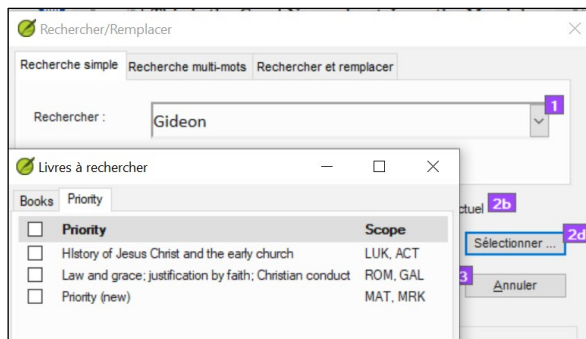 Rechercher/Remplacer
Recherche simple Recherche multi-mots Rechercher et remplacer
Rechercher : Gideon 1
Livres à rechercher
Books Priority
ctuel 2b
Priority Scope
Sélectionner ... 2d
HIstory of Jesus Christ and the early church LUK, ACT
Law and grace; justification by faith; Christian conduct ROM, GAL
3 Annuler
Priority (new) MAT, MRK